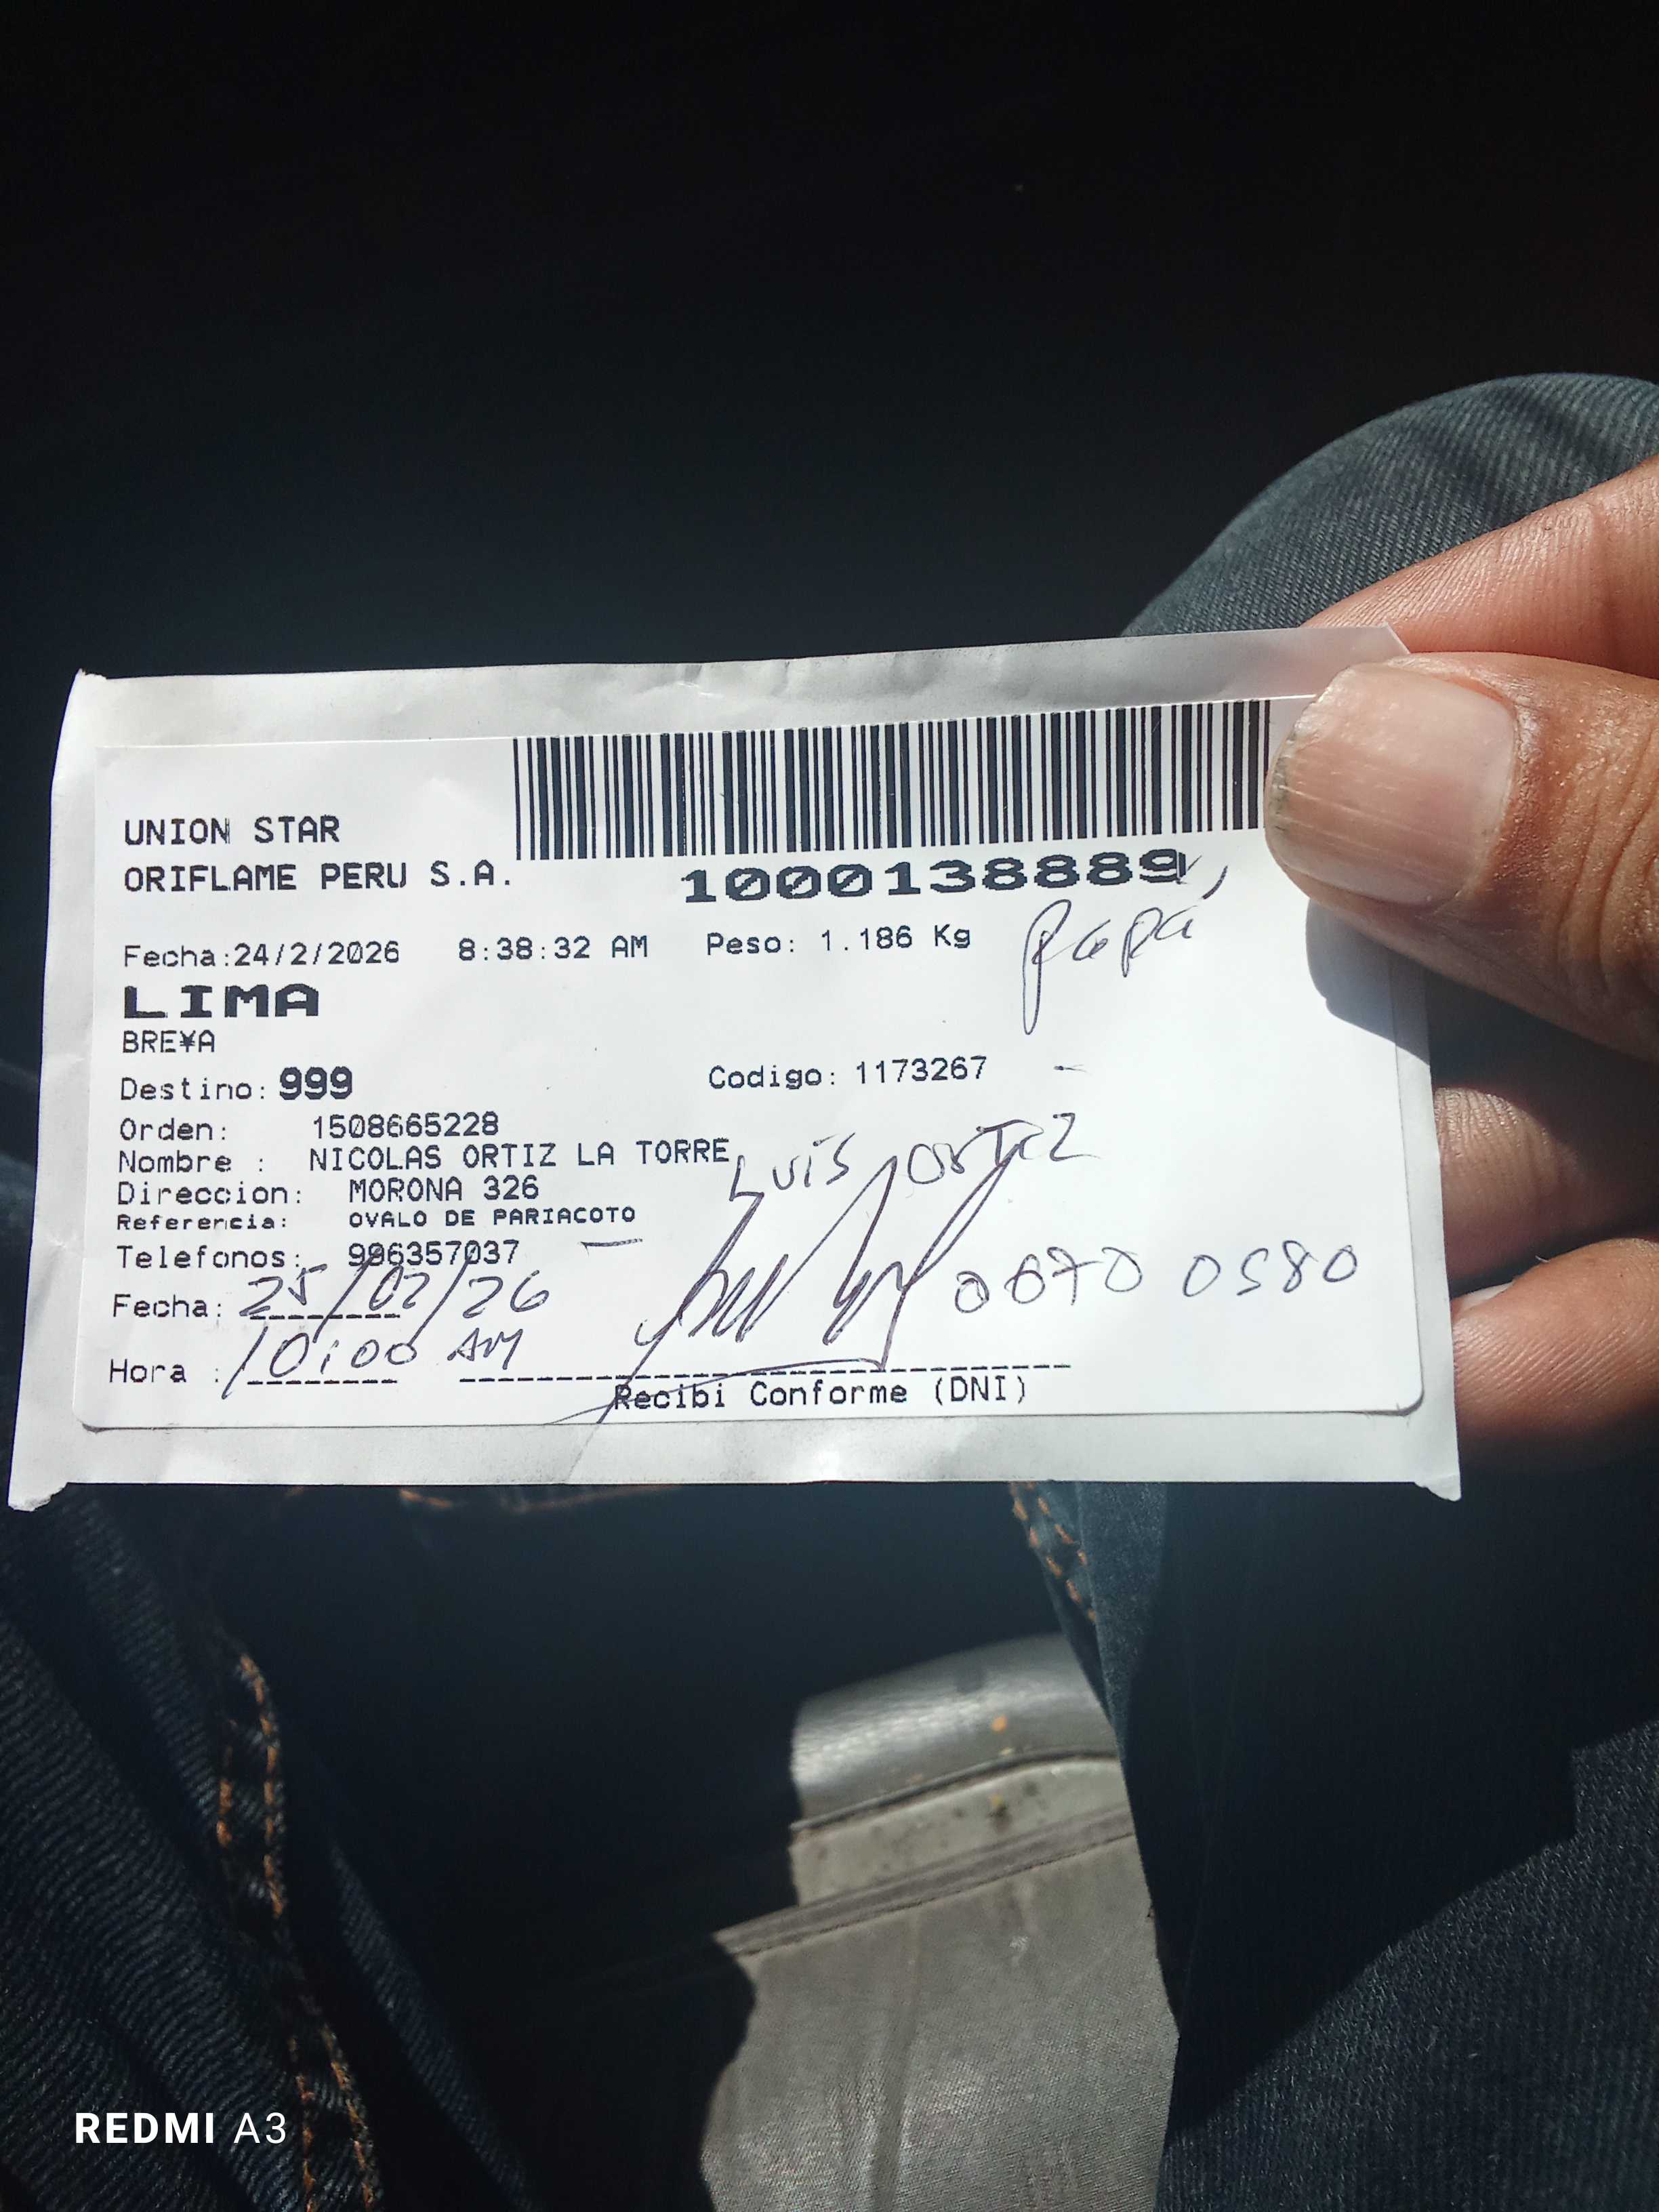 UNION STAR
ORIFLAME PERU S.A.
1000138889
Fecha:24/2/2026 8:38:32 AM Peso: 1.186 Kg
Papá
LIMA
BRE¥A
Destino: 999 Codigo: 1173267
Orden: 1508665228
Nombre : NICOLAS ORTIZ LA TORRE
Luis Ortiz
Direccion: MORONA 326
Referencia: OVALO DE PARIACOTO
Telefonos: 996357037
Fecha: 25/02/26 06700580
Hora : 10:00 AM
Recibi Conforme (DNI)
REDMI A3